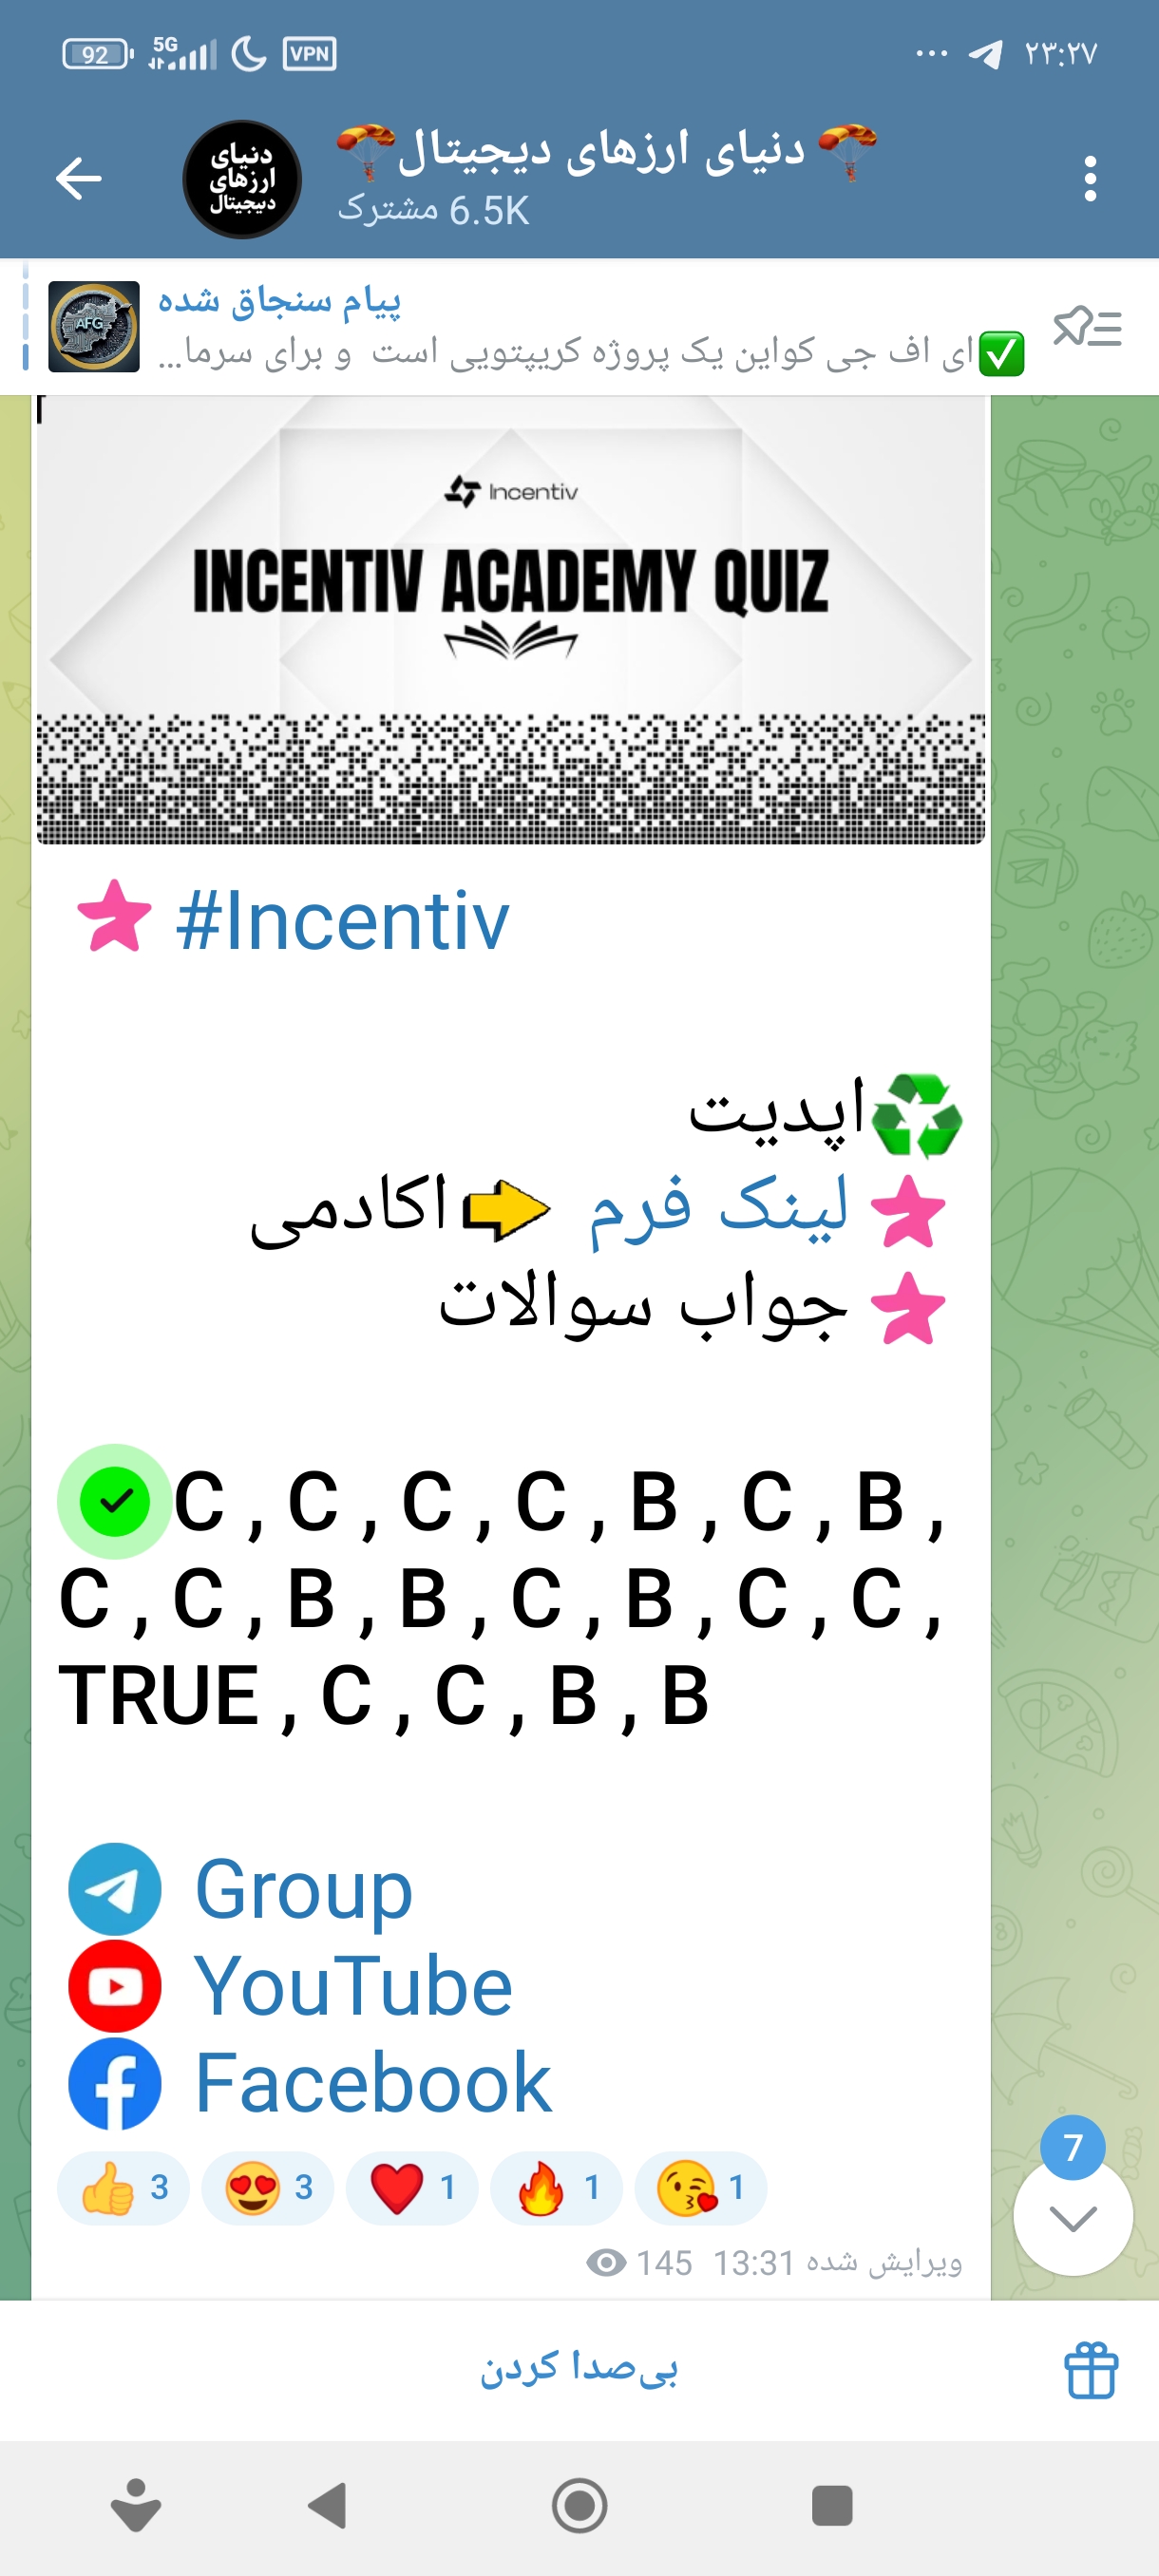 92 5G VPN ... ۲۳:۲۷
دنیای ارزهای دیجیتال
دنیای
ارزهای
دیجیتال
6.5K مشترک
پیام سنجاق شده
AFG
✅ای اف جی کواین یک پروژه کریپتویی است و برای سرما...
Incentiv
INCENTIV ACADEMY QUIZ
#Incentiv
♻️اپدیت
لینک فرم اکادمی
جواب سوالات
C , C , C , C , B , C , B ,
C , C , B , B , C , B , C , C ,
TRUE , C , C , B , B
Group
YouTube
Facebook
👍 3 😍 3 ❤️ 1 🔥 1 😘 1
145 13:31 ویرایش شده
7
بی‌صدا کردن